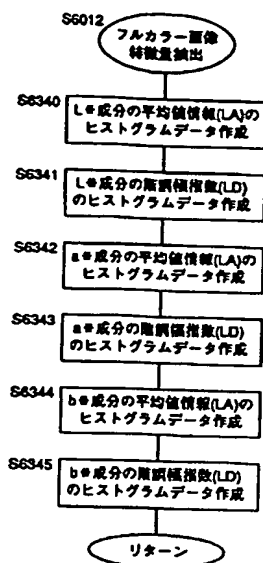 S6012
フルカラー画像
特徴量抽出
S6340
L*成分の平均値情報(LA)の
ヒストグラムデータ作成
S6341
L*成分の階調幅指数(LD)
のヒストグラムデータ作成
S6342
a*成分の平均値情報(LA)の
ヒストグラムデータ作成
S6343
a*成分の階調幅指数(LD)
のヒストグラムデータ作成
S6344
b*成分の平均値情報(LA)の
ヒストグラムデータ作成
S6345
b*成分の階調幅指数(LD)
のヒストグラムデータ作成
リターン